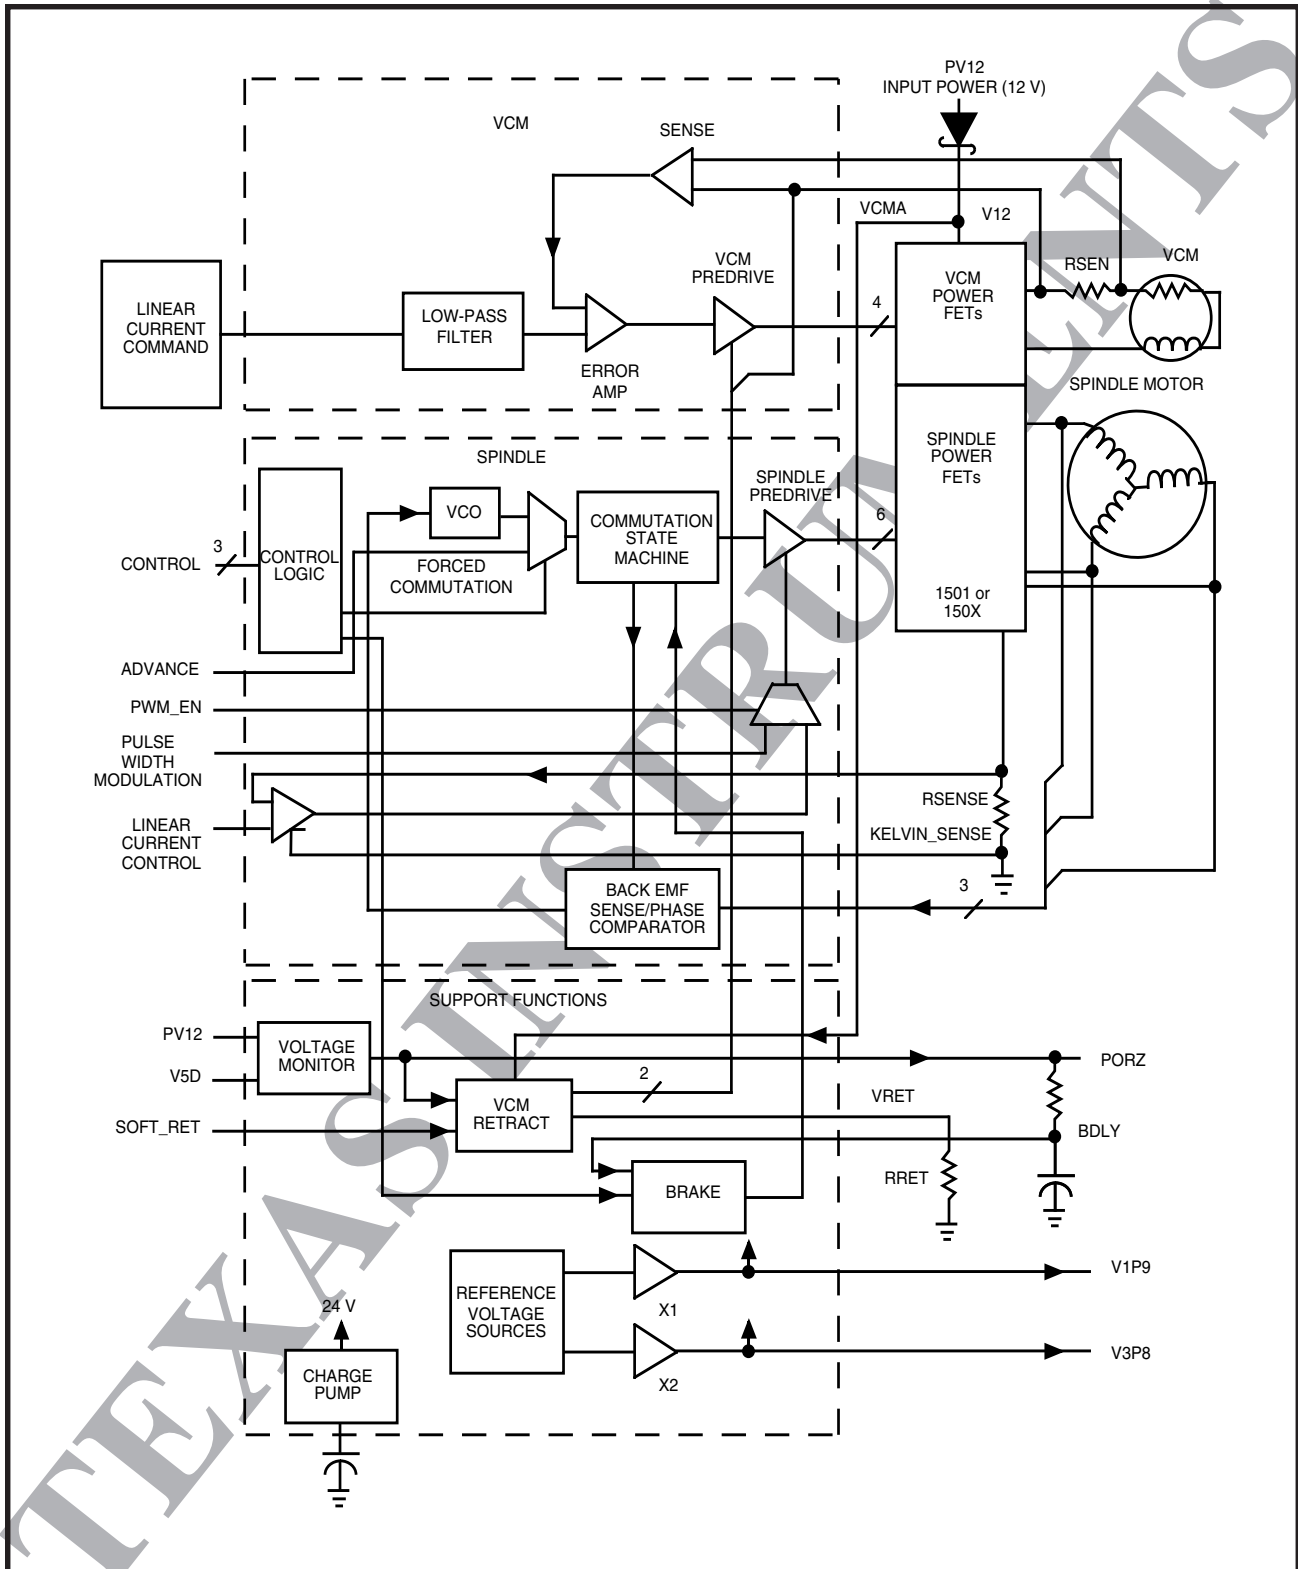 PV12
INPUT POWER (12 V)
VCM
SENSE
VCMA
V12
VCM
PREDRIVE
VCM
POWER
FETs
RSEN
VCM
LINEAR
CURRENT
COMMAND
LOW-PASS
FILTER
4
ERROR
AMP
SPINDLE MOTOR
SPINDLE
SPINDLE
PREDRIVE
SPINDLE
POWER
FETs
VCO
6
COMMUTATION
STATE
MACHINE
3
CONTROL
CONTROL
LOGIC
FORCED
COMMUTATION
1501 or
150X
ADVANCE
PWM_EN
PULSE
WIDTH
MODULATION
RSENSE
LINEAR
CURRENT
CONTROL
KELVIN_SENSE
BACK EMF
SENSE/PHASE
COMPARATOR
3
SUPPORT FUNCTIONS
PV12
V5D
VOLTAGE
MONITOR
PORZ
2
VRET
SOFT_RET
VCM
RETRACT
BDLY
BRAKE
RRET
REFERENCE
VOLTAGE
SOURCES
X1
V1P9
24 V
X2
V3P8
CHARGE
PUMP
TEXAS INSTRUMENTS